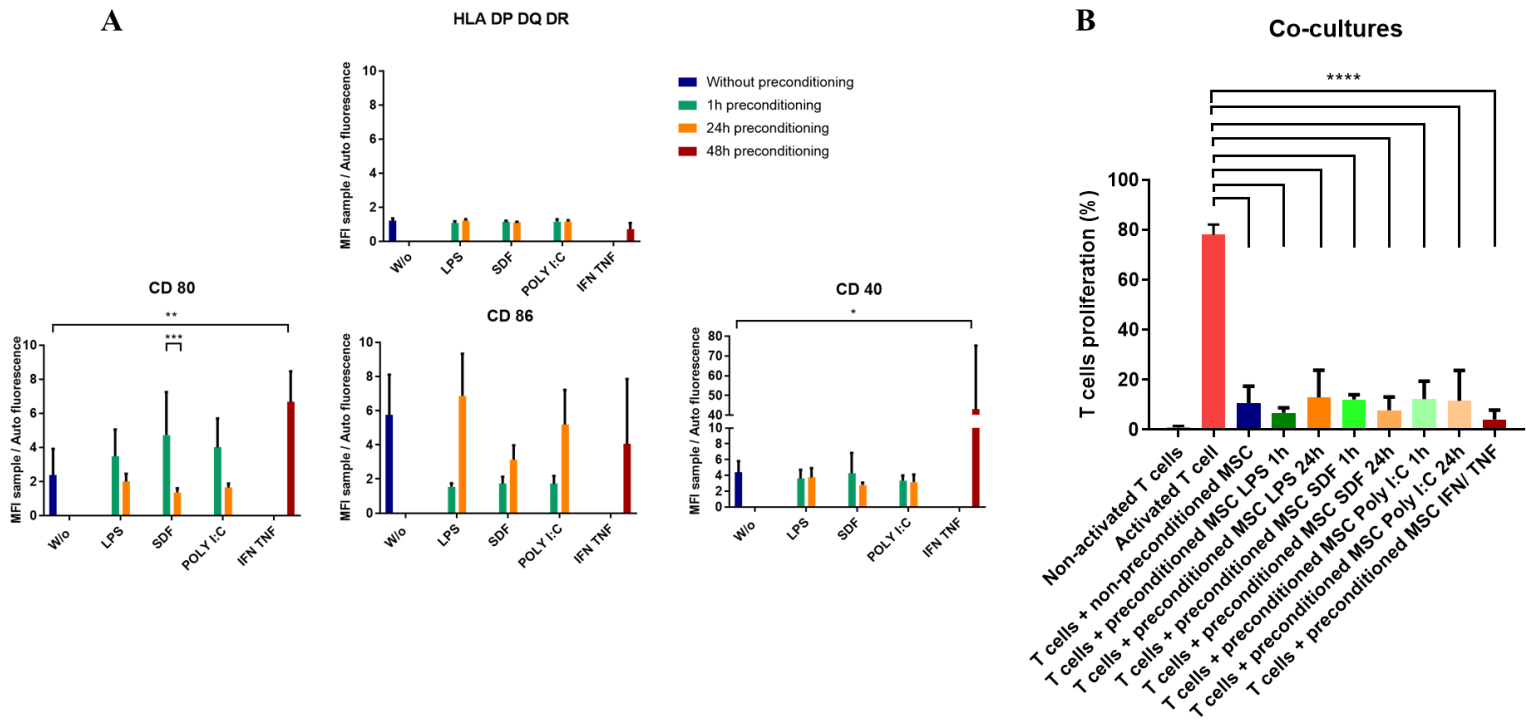 A
HLA DP DQ DR
MFI sample / Auto fluorescence
10
8
6
4
2
0
W/o
LPS
SDF
POLY I:C
IFN TNF
Without preconditioning
1h preconditioning
24h preconditioning
48h preconditioning
CD 80
MFI sample / Auto fluorescence
10
8
6
4
2
0
**
***
W/o
LPS
SDF
POLY I:C
IFN TNF
CD 86
MFI sample / Auto fluorescence
10
8
6
4
2
0
W/o
LPS
SDF
POLY I:C
IFN TNF
CD 40
MFI sample / Auto fluorescence
80
70
60
50
40
10
8
6
4
2
0
*
W/o
LPS
SDF
POLY I:C
IFN TNF
B
Co-cultures
****
T cells proliferation (%)
100
80
60
40
20
0
Non-activated T cells
Activated T cell
T cells + non-preconditioned MSC
T cells + preconditioned MSC LPS 1h
T cells + preconditioned MSC LPS 24h
T cells + preconditioned MSC SDF 1h
T cells + preconditioned MSC SDF 24h
T cells + preconditioned MSC Poly I:C 1h
T cells + preconditioned MSC Poly I:C 24h
T cells + preconditioned MSC IFN/ TNF